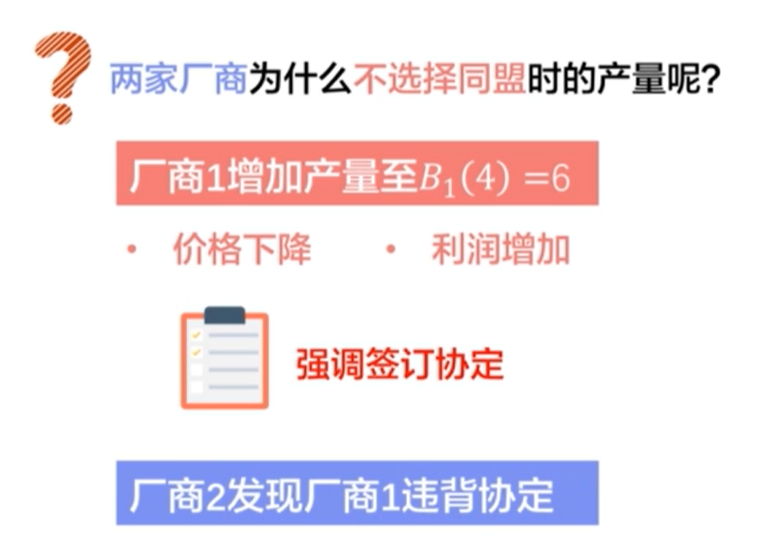 两家厂商为什么不选择同盟时的产量呢?
厂商1增加产量至B₁(4) =6
• 价格下降 • 利润增加
强调签订协定
厂商2发现厂商1违背协定